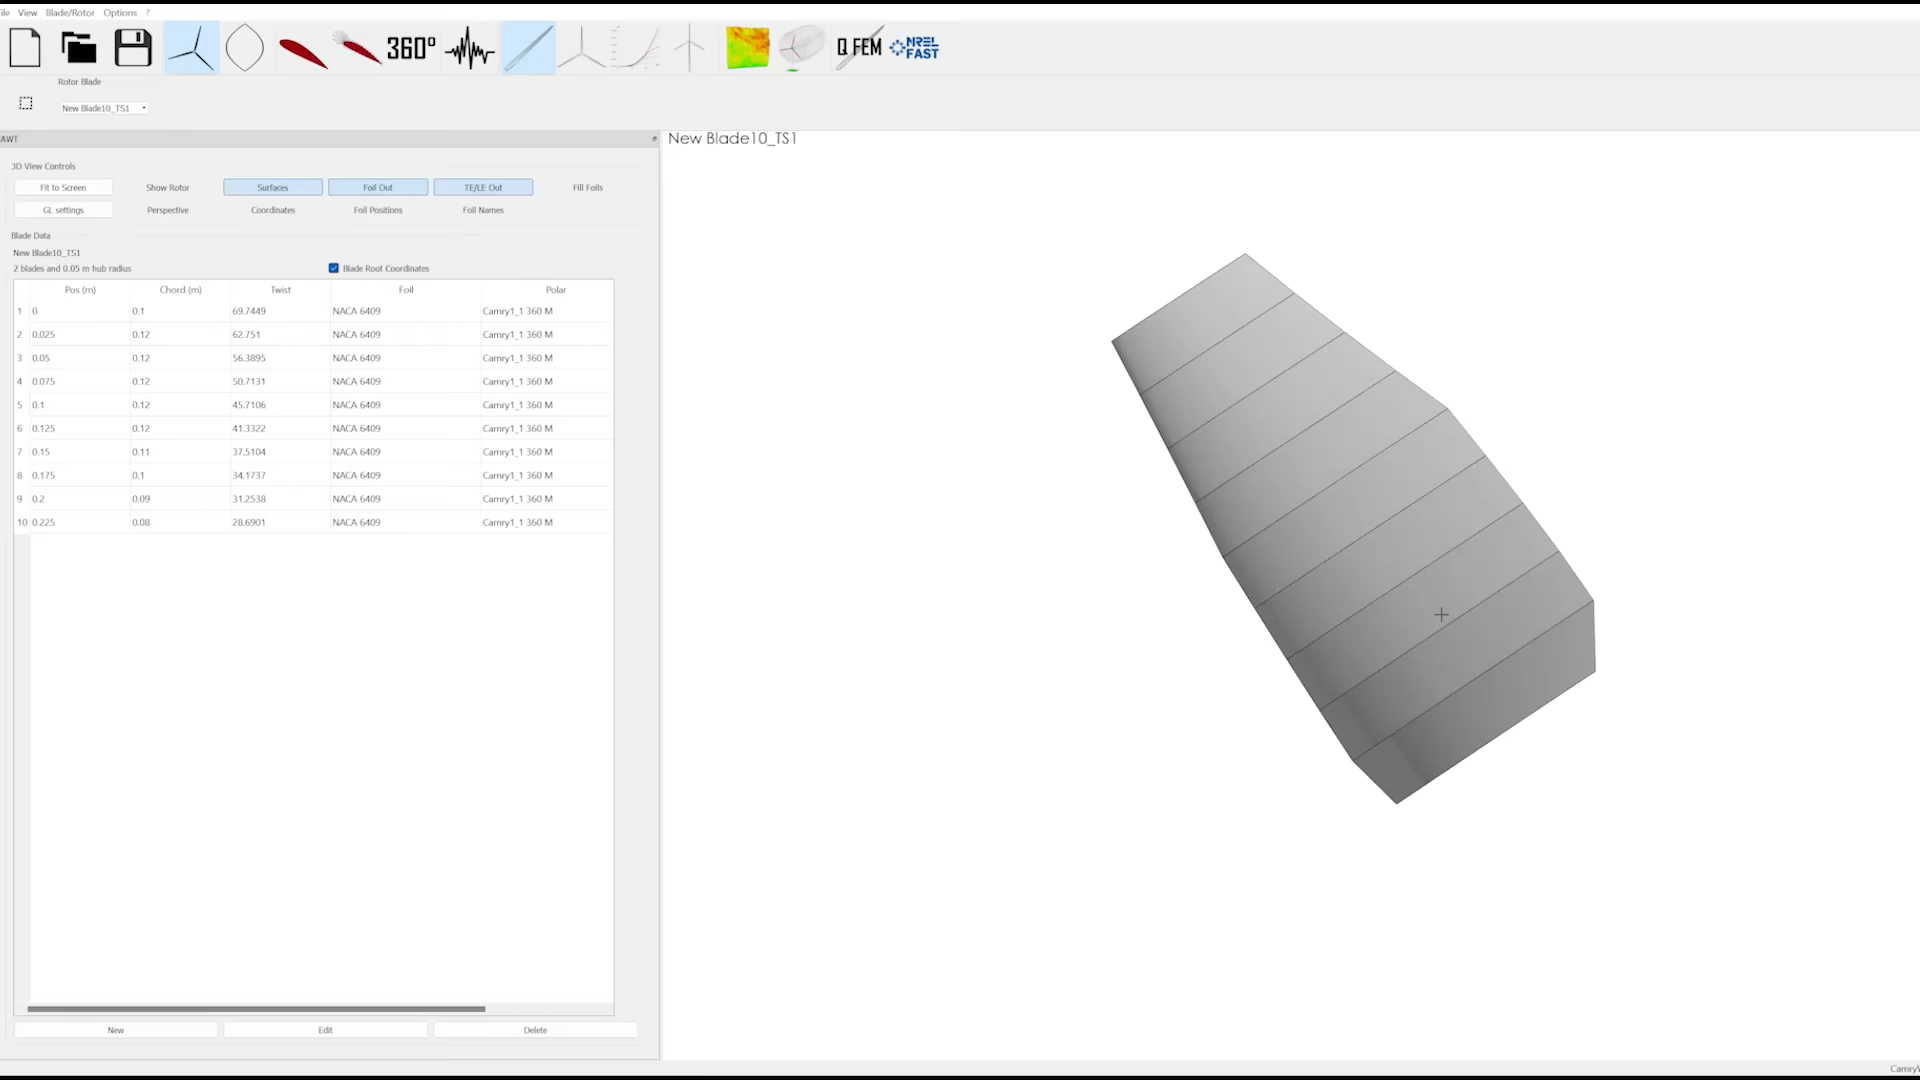 View Blade/Rotor Options ?
360°
Q FEM
NREL FAST
Rotor Blade
New Blade10_TS1
AWT
New Blade10_TS1
3D View Controls
Fit to Screen Show Rotor Surfaces Foil Out TE/LE Out Fill Foils
GL settings Perspective Coordinates Foil Positions Foil Names
Blade Data
New Blade10_TS1
2 blades and 0.05 m hub radius Blade Root Coordinates
Pos (m) Chord (m) Twist Foil Polar
1 0 0.1 69.7449 NACA 6409 Camry1_1 360 M
2 0.025 0.12 62.751 NACA 6409 Camry1_1 360 M
3 0.05 0.12 56.3895 NACA 6409 Camry1_1 360 M
4 0.075 0.12 50.7131 NACA 6409 Camry1_1 360 M
5 0.1 0.12 45.7106 NACA 6409 Camry1_1 360 M
6 0.125 0.12 41.3322 NACA 6409 Camry1_1 360 M
7 0.15 0.11 37.5104 NACA 6409 Camry1_1 360 M
8 0.175 0.1 34.1737 NACA 6409 Camry1_1 360 M
9 0.2 0.09 31.2538 NACA 6409 Camry1_1 360 M
10 0.225 0.08 28.6901 NACA 6409 Camry1_1 360 M
New Edit Delete